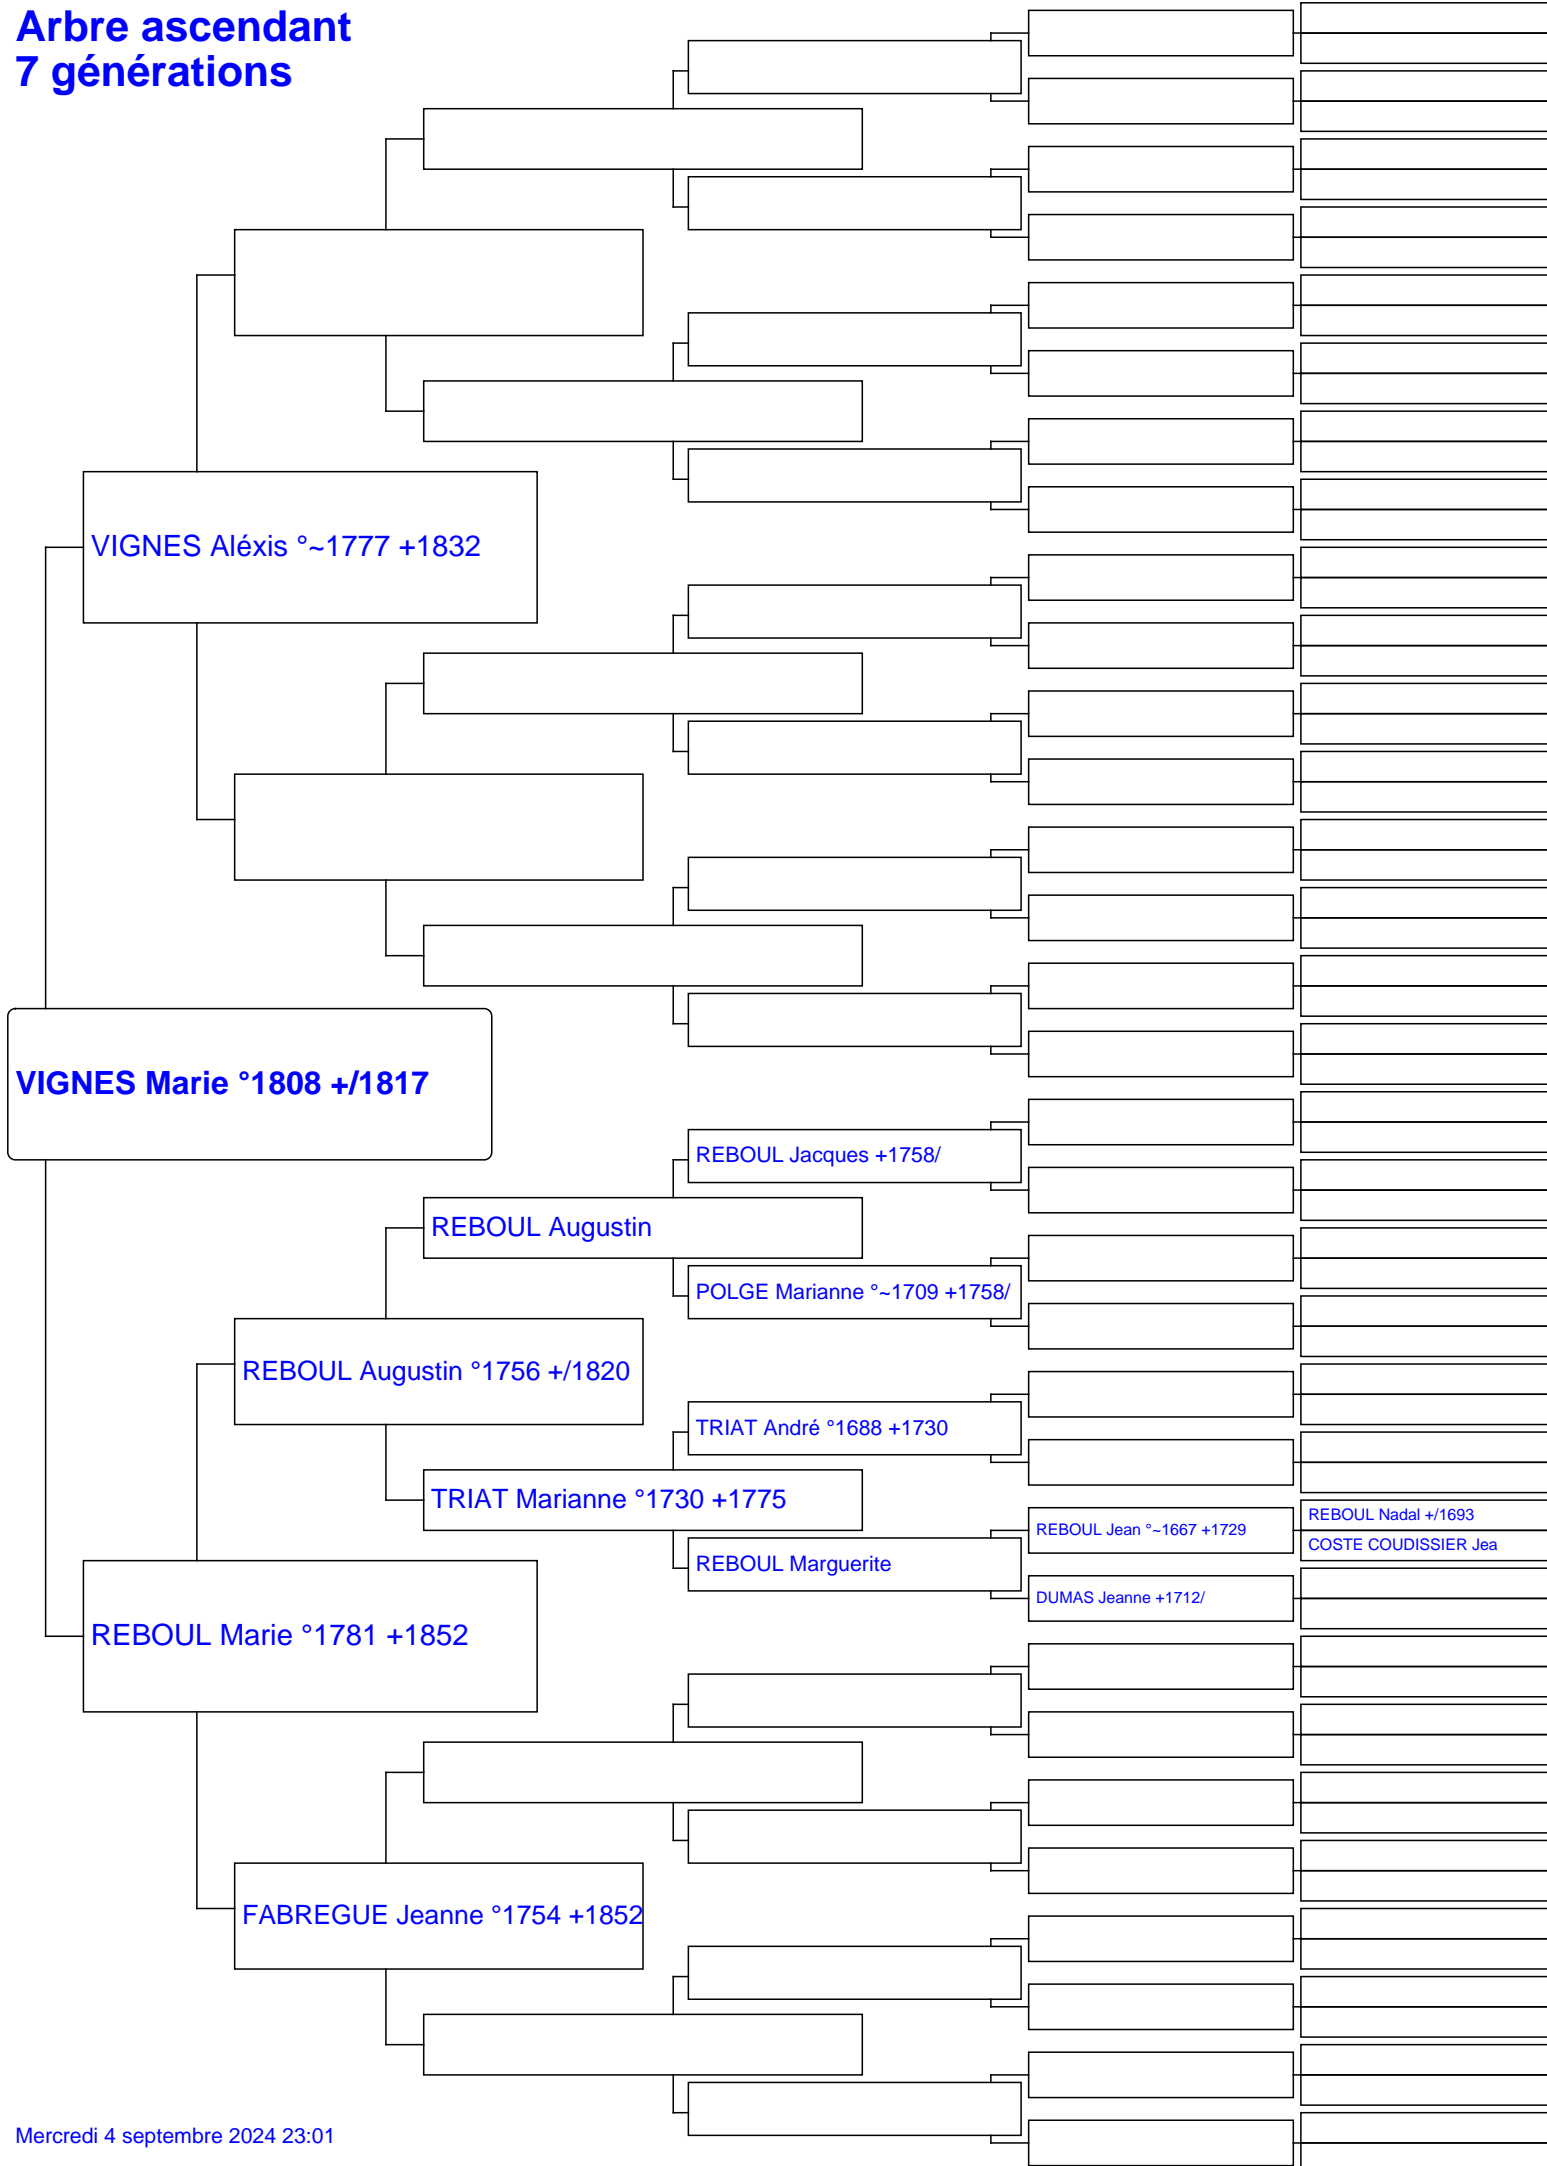 Arbre ascendant
7 générations
VIGNES Aléxis °~1777 +1832
VIGNES Marie °1808 +/1817
REBOUL Jacques +1758/
REBOUL Augustin
POLGE Marianne °~1709 +1758/
REBOUL Augustin °1756 +/1820
TRIAT André °1688 +1730
TRIAT Marianne °1730 +1775
REBOUL Nadal +/1693
REBOUL Jean °~1667 +1729
COSTE COUDISSIER Jea
REBOUL Marguerite
DUMAS Jeanne +1712/
REBOUL Marie °1781 +1852
FABREGUE Jeanne °1754 +1852
Mercredi 4 septembre 2024 23:01